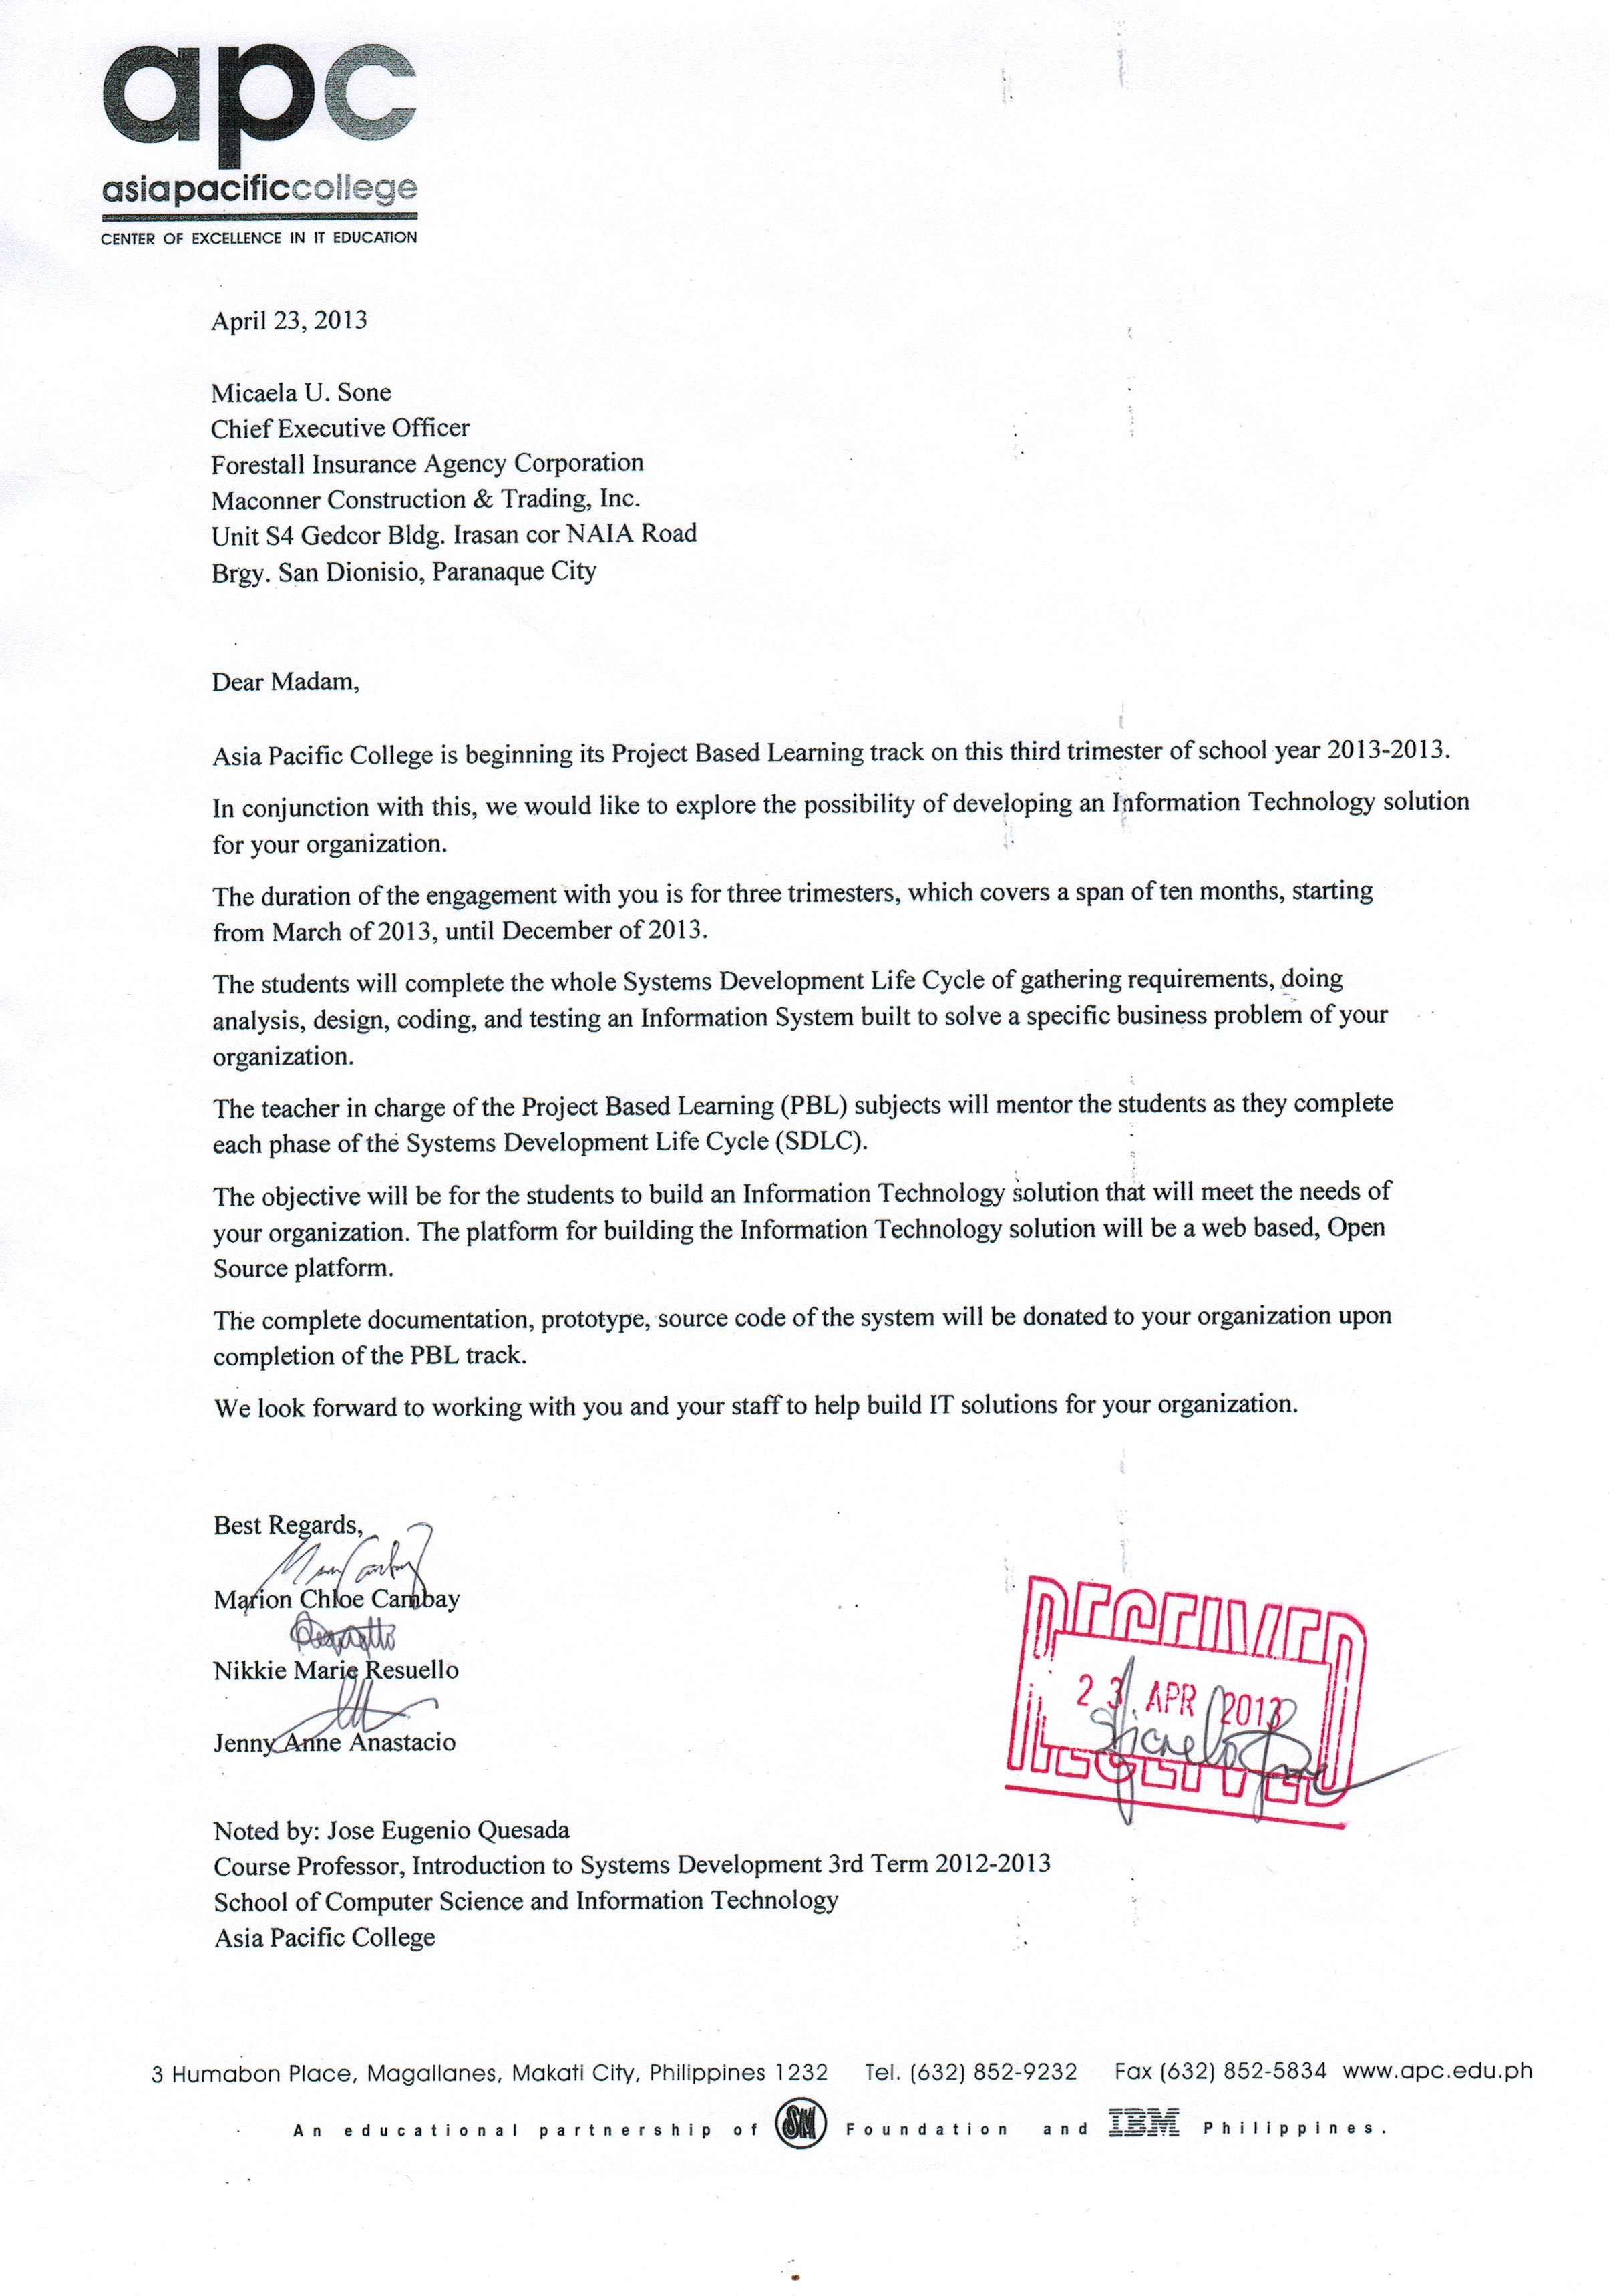 apc
asiapacificcollege
CENTER OF EXCELLENCE IN IT EDUCATION
April 23, 2013
Micaela U. Sone
Chief Executive Officer
Forestall Insurance Agency Corporation
Maconner Construction & Trading, Inc.
Unit S4 Gedcor Bldg. Irasan cor NAIA Road
Brgy. San Dionisio, Paranaque City
Dear Madam,
Asia Pacific College is beginning its Project Based Learning track on this third trimester of school year 2013-2013.
In conjunction with this, we would like to explore the possibility of developing an Information Technology solution
for your organization.
The duration of the engagement with you is for three trimesters, which covers a span of ten months, starting
from March of 2013, until December of 2013.
The students will complete the whole Systems Development Life Cycle of gathering requirements, doing
analysis, design, coding, and testing an Information System built to solve a specific business problem of your
organization.
The teacher in charge of the Project Based Learning (PBL) subjects will mentor the students as they complete
each phase of the Systems Development Life Cycle (SDLC).
The objective will be for the students to build an Information Technology solution that will meet the needs of
your organization. The platform for building the Information Technology solution will be a web based, Open
Source platform.
The complete documentation, prototype, source code of the system will be donated to your organization upon
completion of the PBL track.
We look forward to working with you and your staff to help build IT solutions for your organization.
Best Regards,
Marion Chloe Cambay
Nikkie Marie Resuello
Jenny Anne Anastacio
RECEIVED
23 APR 2013
RECEIVED
Noted by: Jose Eugenio Quesada
Course Professor, Introduction to Systems Development 3rd Term 2012-2013
School of Computer Science and Information Technology
Asia Pacific College
3 Humabon Place, Magallanes, Makati City, Philippines 1232 Tel. (632) 852-9232 Fax (632) 852-5834 www.apc.edu.ph
An educational partnership of SM Foundation and IBM Philippines.